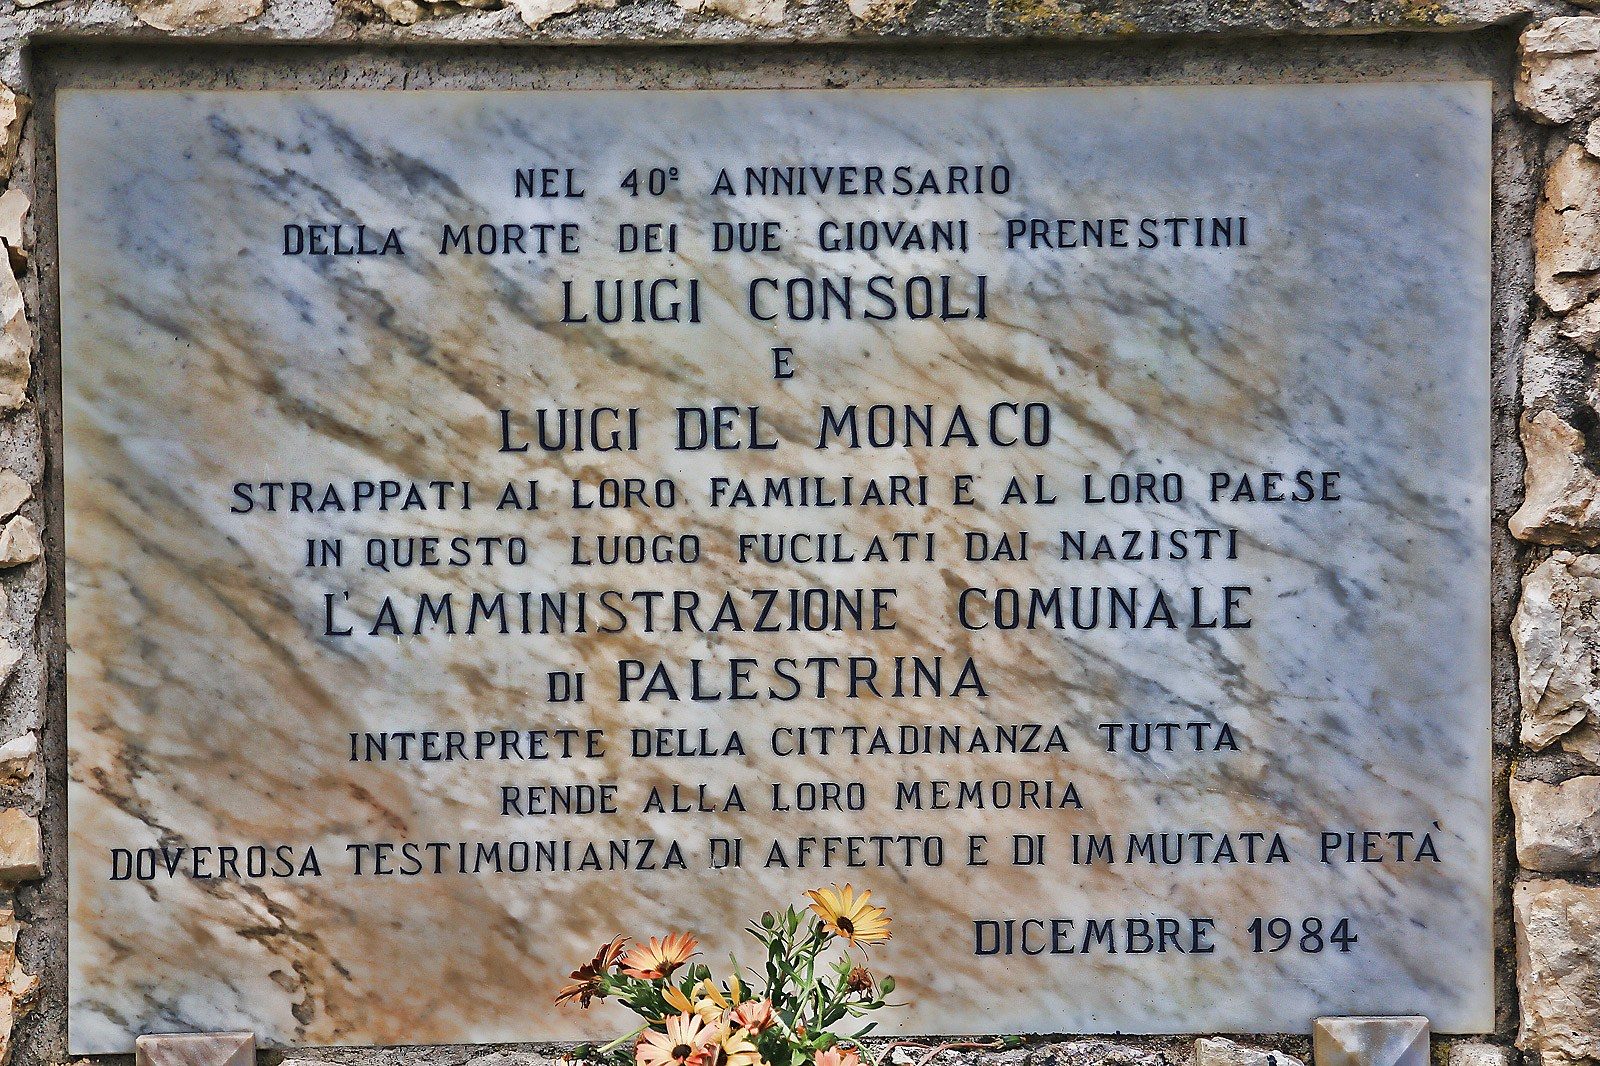 NEL 40º ANNIVERSARIO
DELLA MORTE DEI DUE GIOVANI PRENESTINI
LUIGI CONSOLI
E
LUIGI DEL MONACO
STRAPPATI AI LORO FAMILIARI E AL LORO PAESE
IN QUESTO LUOGO FUCILATI DAI NAZISTI
L'AMMINISTRAZIONE COMUNALE
DI PALESTRINA
INTERPRETE DELLA CITTADINANZA TUTTA
RENDE ALLA LORO MEMORIA
DOVEROSA TESTIMONIANZA DI AFFETTO E DI IMMUTATA PIETÀ
DICEMBRE 1984